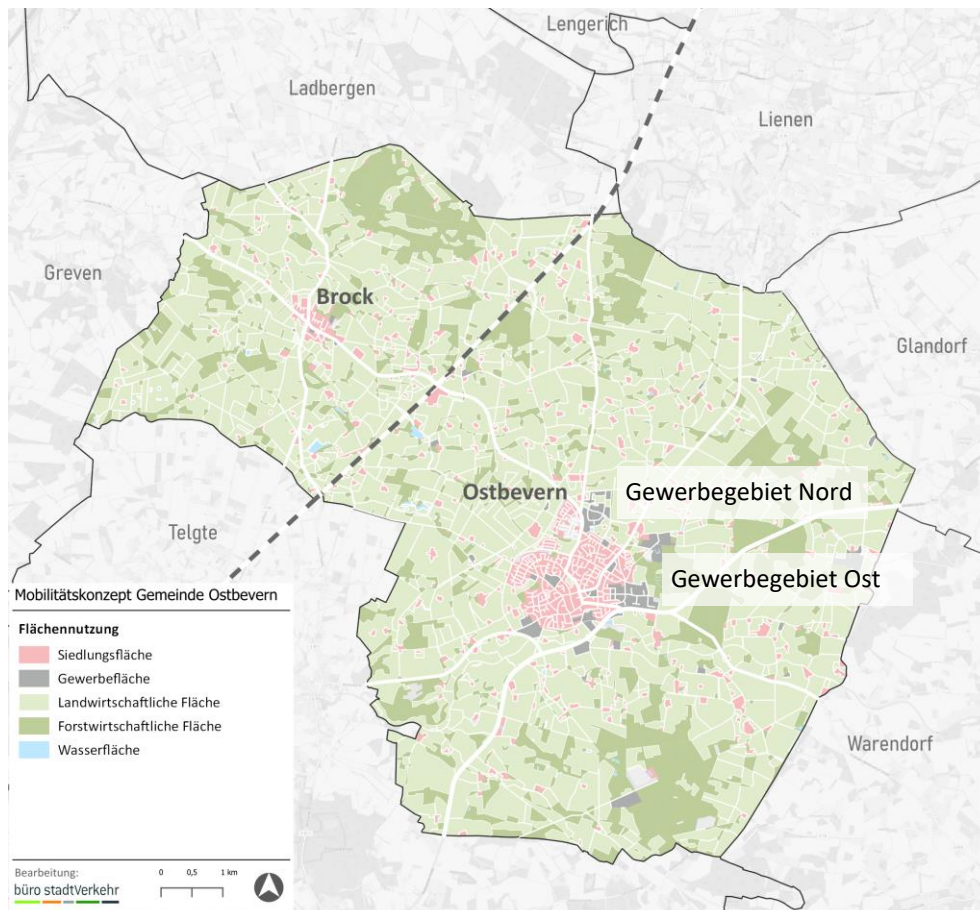 Lengerich
Ladbergen
Lienen
Greven
Brock
Glandorf
Ostbevern
Gewerbegebiet Nord
Telgte
Gewerbegebiet Ost
Mobilitätskonzept Gemeinde Ostbevern
Flächennutzung
Siedlungsfläche
Gewerbefläche
Landwirtschaftliche Fläche
Forstwirtschaftliche Fläche
Wasserfläche
Warendorf
Bearbeitung:
büro stadtVerkehr
0 0,5 1 km